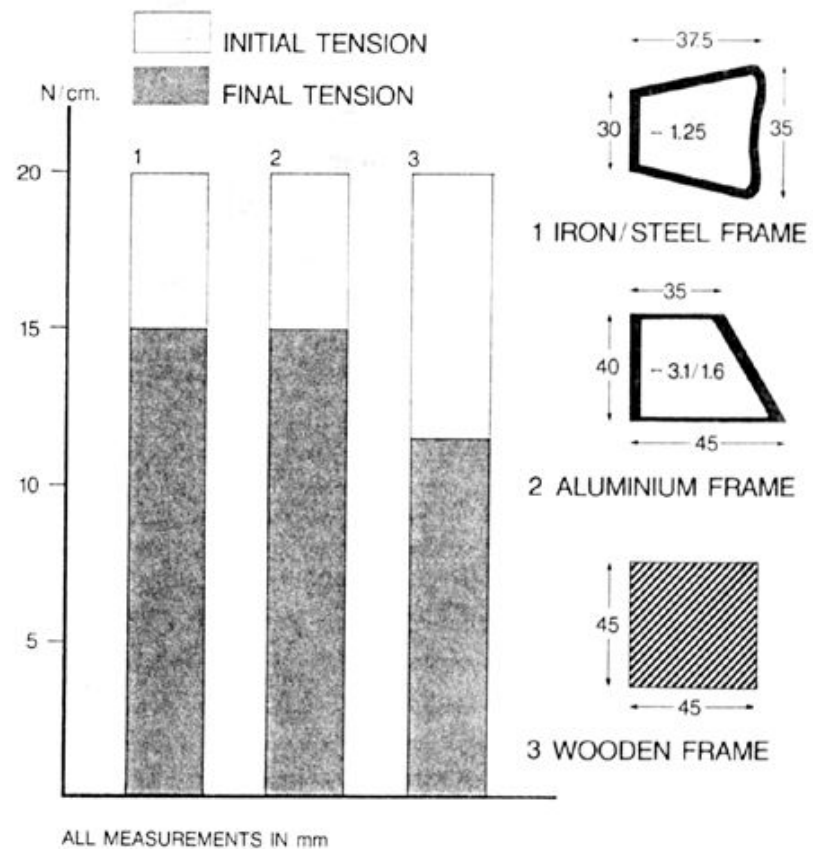 INITIAL TENSION
FINAL TENSION
N/cm.
20
15
10
5
1
2
3
37.5
30
1.25
35
1 IRON/STEEL FRAME
35
40
3.1/1.6
45
2 ALUMINIUM FRAME
45
45
3 WOODEN FRAME
ALL MEASUREMENTS IN mm